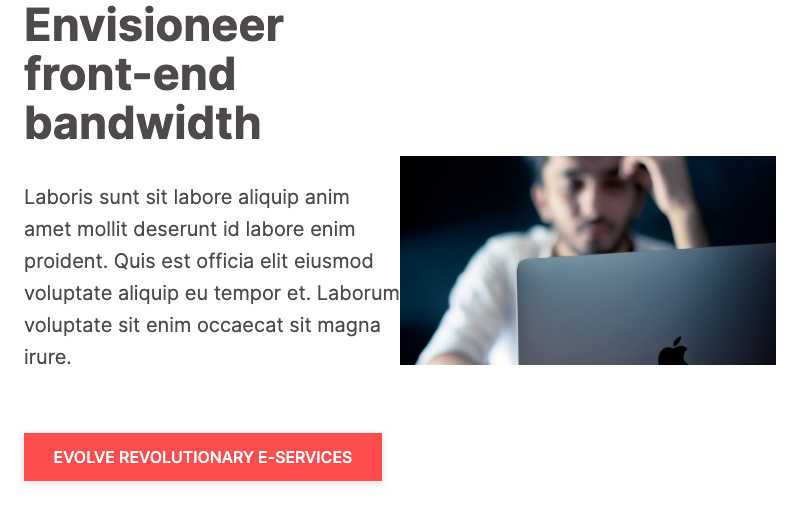 Envisioneer
front-end
bandwidth
Laboris sunt sit labore aliquip anim
amet mollit deserunt id labore enim
proident. Quis est officia elit eiusmod
voluptate aliquip eu tempor et. Laborum
voluptate sit enim occaecat sit magna
irure.
EVOLVE REVOLUTIONARY E-SERVICES